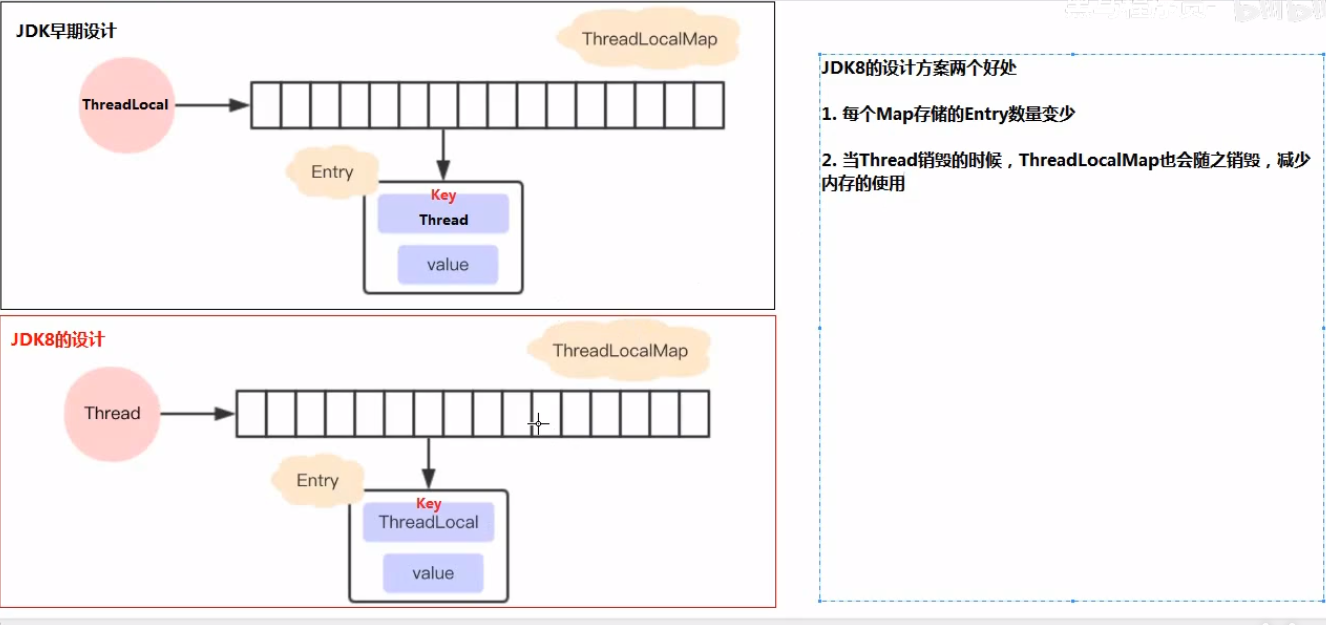 JDK早期设计
ThreadLocalMap
ThreadLocal
Entry
Key
Thread
value
JDK8的设计
ThreadLocalMap
Thread
Entry
Key
ThreadLocal
value
JDK8的设计方案两个好处
1. 每个Map存储的Entry数量变少
2. 当Thread销毁的时候，ThreadLocalMap也会随之销毁，减少
内存的使用